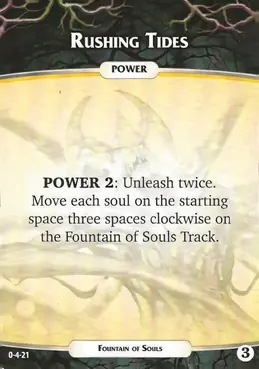 Rushing Tides
POWER
POWER 2: Unleash twice.
Move each soul on the starting
space three spaces clockwise on
the Fountain of Souls Track.
Fountain of Souls
0-4-21
3